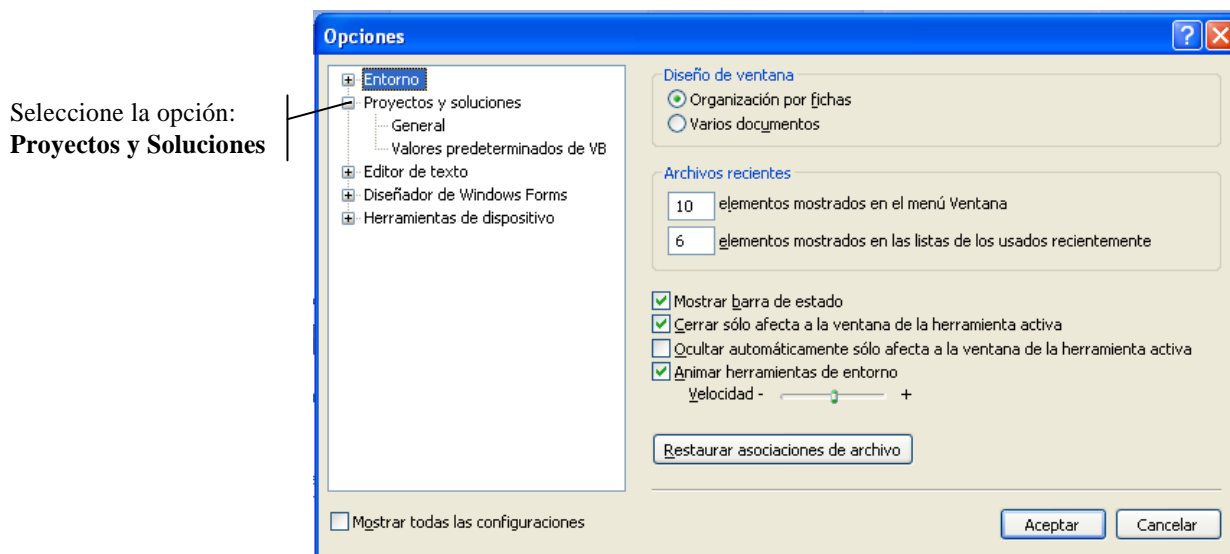 Seleccione la opción:
Proyectos y Soluciones
Opciones
Entorno
Proyectos y soluciones
General
Valores predeterminados de VB
Editor de texto
Diseñador de Windows Forms
Herramientas de dispositivo
Diseño de ventana
Organización por fichas
Varios documentos
Archivos recientes
10 elementos mostrados en el menú Ventana
6 elementos mostrados en las listas de los usados recientemente
Mostrar barra de estado
Cerrar sólo afecta a la ventana de la herramienta activa
Ocultar automáticamente sólo afecta a la ventana de la herramienta activa
Animar herramientas de entorno
Velocidad - +
Restaurar asociaciones de archivo
Mostrar todas las configuraciones
Aceptar
Cancelar